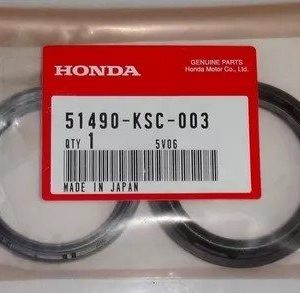 HONDA
GENUINE PARTS
Honda Motor Co., Ltd.
51490-KSC-003
QTY 1 5V06
MADE IN JAPAN